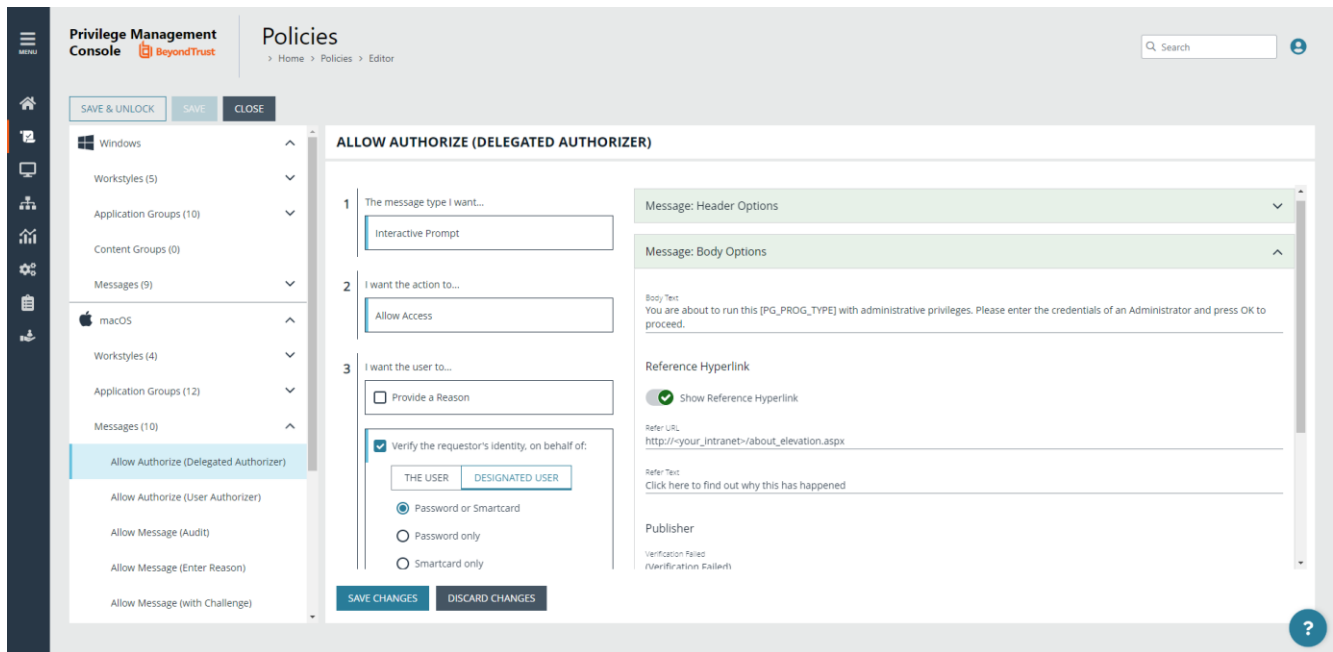 MENU
Privilege Management
Console BeyondTrust
Policies
> Home > Policies > Editor
Search
SAVE & UNLOCK
SAVE
CLOSE
Windows
Workstyles (5)
Application Groups (10)
Content Groups (0)
Messages (9)
macOS
Workstyles (4)
Application Groups (12)
Messages (10)
Allow Authorize (Delegated Authorizer)
Allow Authorize (User Authorizer)
Allow Message (Audit)
Allow Message (Enter Reason)
Allow Message (with Challenge)
ALLOW AUTHORIZE (DELEGATED AUTHORIZER)
1 The message type I want...
Interactive Prompt
2 I want the action to...
Allow Access
3 I want the user to...
Provide a Reason
Verify the requestor's identity, on behalf of:
THE USER
DESIGNATED USER
Password or Smartcard
Password only
Smartcard only
Message: Header Options
Message: Body Options
Body Text
You are about to run this [PG_PROG_TYPE] with administrative privileges. Please enter the credentials of an Administrator and press OK to
proceed.
Reference Hyperlink
Show Reference Hyperlink
Refer URL
http://<your_intranet>/about_elevation.aspx
Refer Text
Click here to find out why this has happened
Publisher
Verification Failed
(Verification Failed)
SAVE CHANGES
DISCARD CHANGES
?